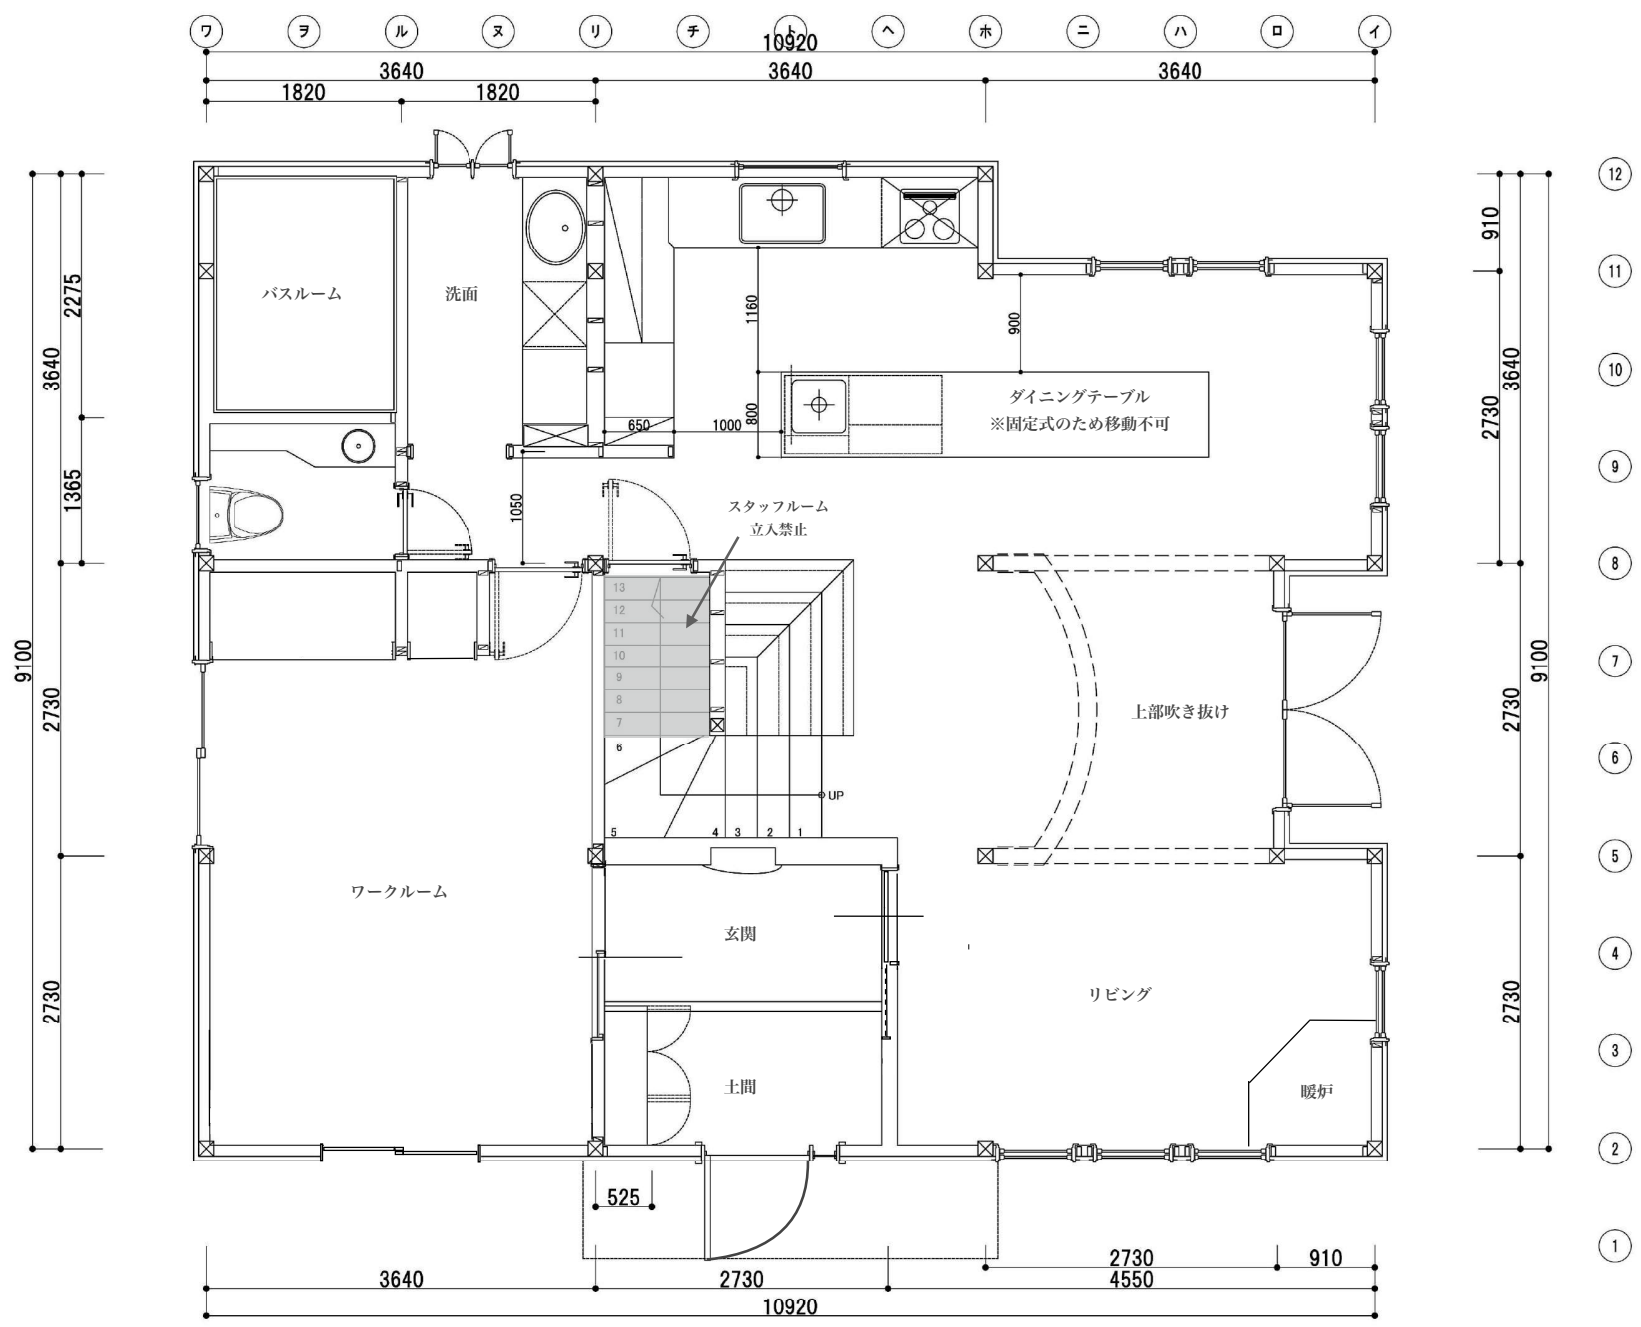 ワ ヲ ル ヌ リ チ ト ヘ ホ ニ ハ ロ イ
10920
3640 3640 3640
1820 1820
12
910
11
バスルーム
洗面
2275
1160
900
3640
3640
10
ダイニングテーブル
※固定式のため移動不可
800
2730
650 1000
9
1365
1050
スタッフルーム
立入禁止
8
13
12
11
10
9
8
7
6
9100
2730
7
上部吹き抜け
2730
9100
6
UP
5 4 3 2 1
5
ワークルーム
玄関
4
リビング
2730
2730
3
土間
暖炉
2
525
1
2730 910
3640 2730 4550
10920